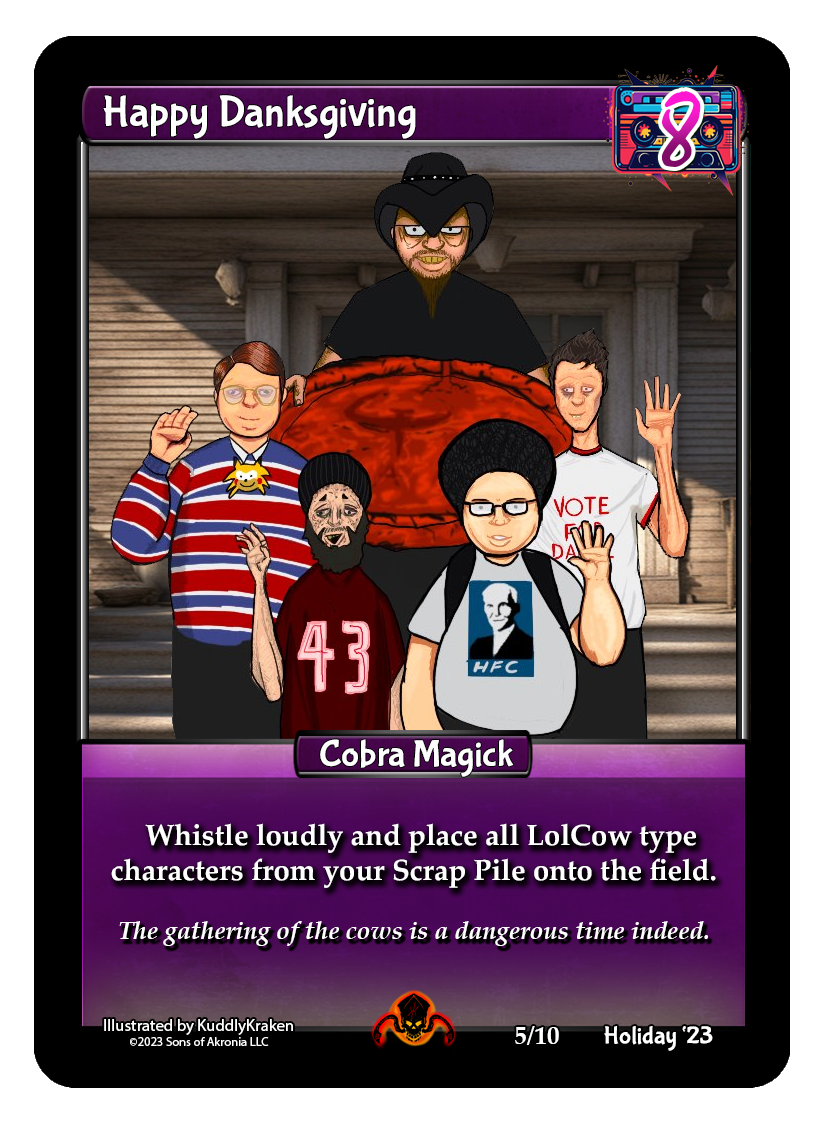 Happy Danksgiving
8
VOTE
43
HFC
Cobra Magick
Whistle loudly and place all LolCow type
characters from your Scrap Pile onto the field.
The gathering of the cows is a dangerous time indeed.
Illustrated by KuddlyKraken
©2023 Sons of Akronia LLC
5/10
Holiday '23